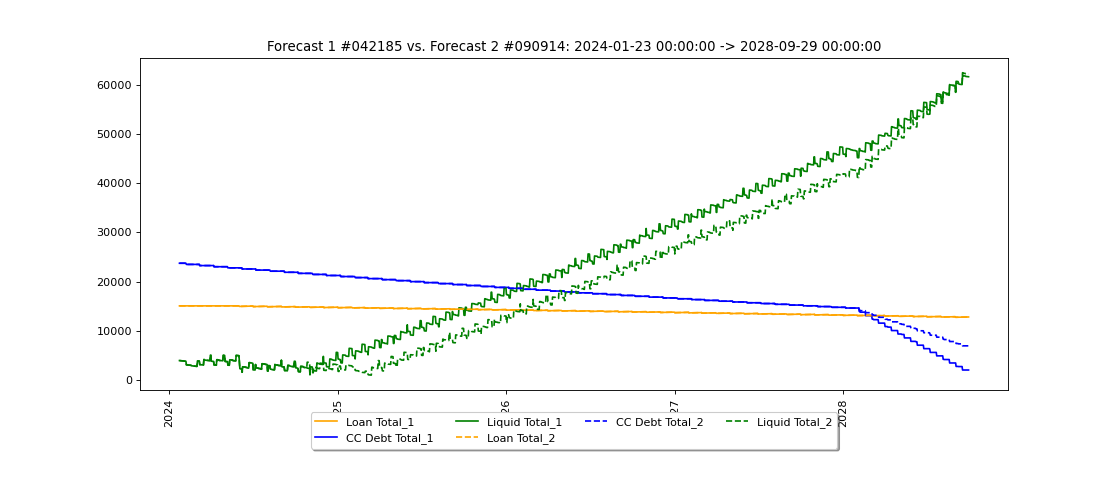 Forecast 1 #042185 vs. Forecast 2 #090914: 2024-01-23 00:00:00 -> 2028-09-29 00:00:00
60000
50000
40000
30000
20000
10000
0
2024
25
26
27
2028
Loan Total_1
Liquid Total_1
CC Debt Total_2
Liquid Total_2
CC Debt Total_1
Loan Total_2